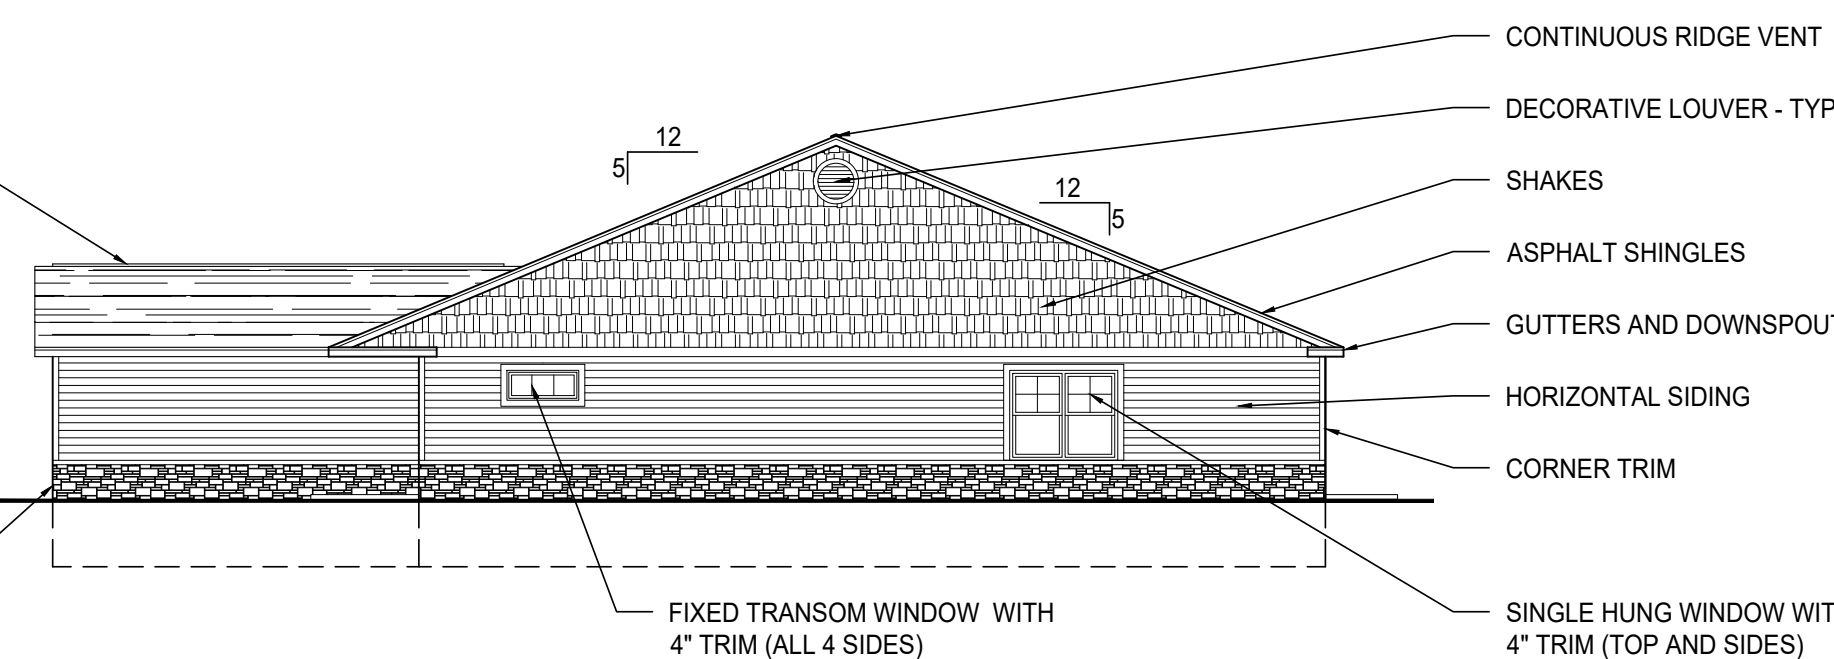 CONTINUOUS RIDGE VENT
DECORATIVE LOUVER - TYP
12
5
SHAKES
12
5
ASPHALT SHINGLES
GUTTERS AND DOWNSPOUT
HORIZONTAL SIDING
CORNER TRIM
FIXED TRANSOM WINDOW WITH
4" TRIM (ALL 4 SIDES)
SINGLE HUNG WINDOW WIT
4" TRIM (TOP AND SIDES)